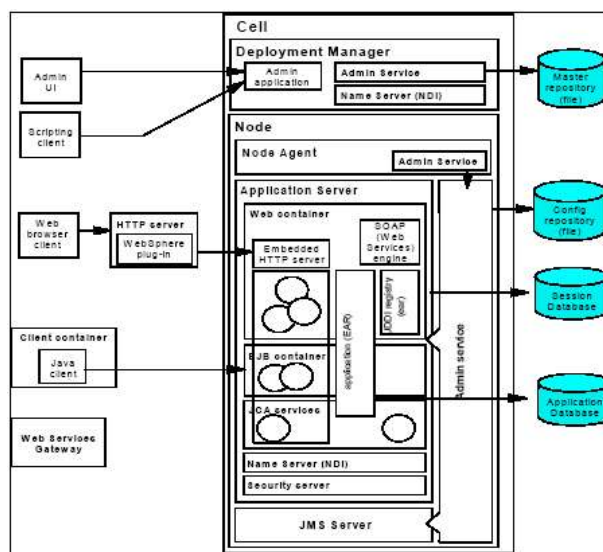 Cell
Deployment Manager
Admin
UI
Admin
application
Admin Service
Name Server (NDI)
Master
repository
(file)
Scripting
client
Node
Node Agent
Admin Service
Application Server
Web container
Web
browser
client
HTTP server
WebSphere
plug-in
Embedded
HTTP server
SOAP
(Web
Services)
engine
Config
repository
(file)
application (EAR)
UDDI registry
(ear)
Session
Database
Admin service
Client container
Java
client
EJB container
JCA services
Application
Database
Web Services
Gateway
Name Server (NDI)
Security server
JMS Server